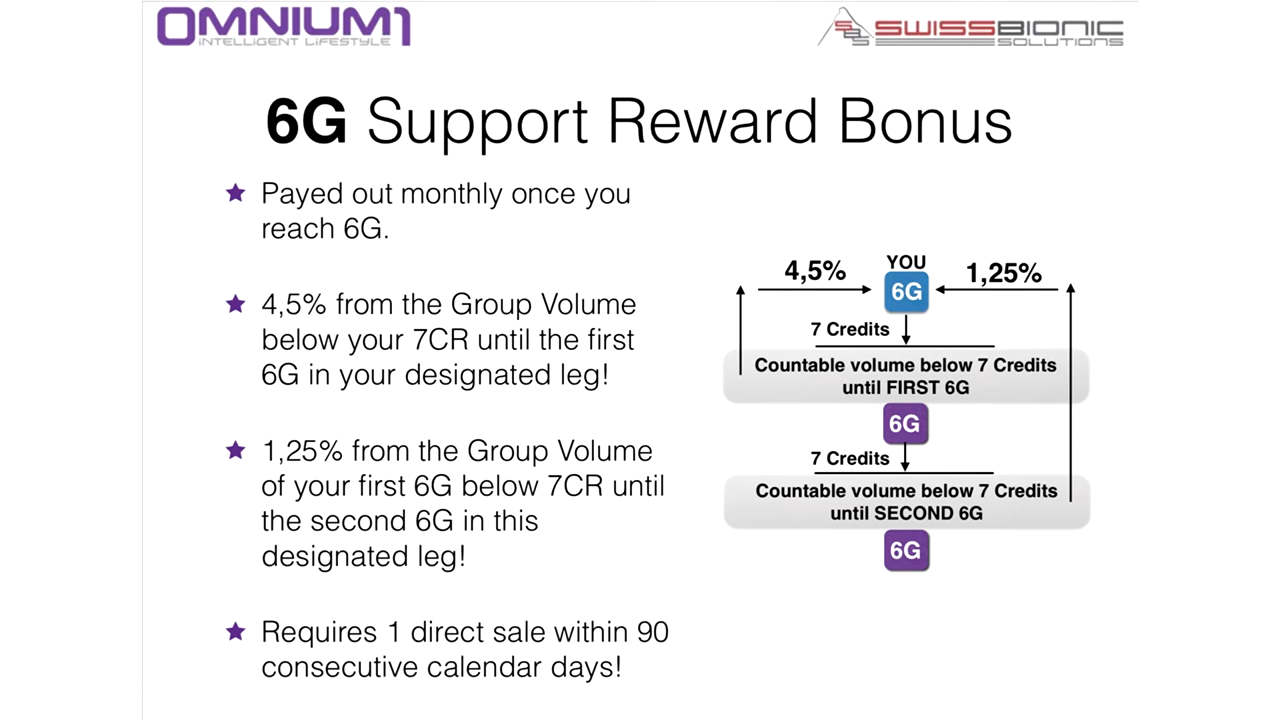 OMNIUM1
INTELLIGENT LIFESTYLE
SBS
SWISSBIONIC
SOLUTIONS
6G Support Reward Bonus
Payed out monthly once you
reach 6G.
4,5% from the Group Volume
below your 7CR until the first
6G in your designated leg!
1,25% from the Group Volume
of your first 6G below 7CR until
the second 6G in this
designated leg!
Requires 1 direct sale within 90
consecutive calendar days!
YOU
4,5%
6G
1,25%
7 Credits
Countable volume below 7 Credits
until FIRST 6G
6G
7 Credits
Countable volume below 7 Credits
until SECOND 6G
6G